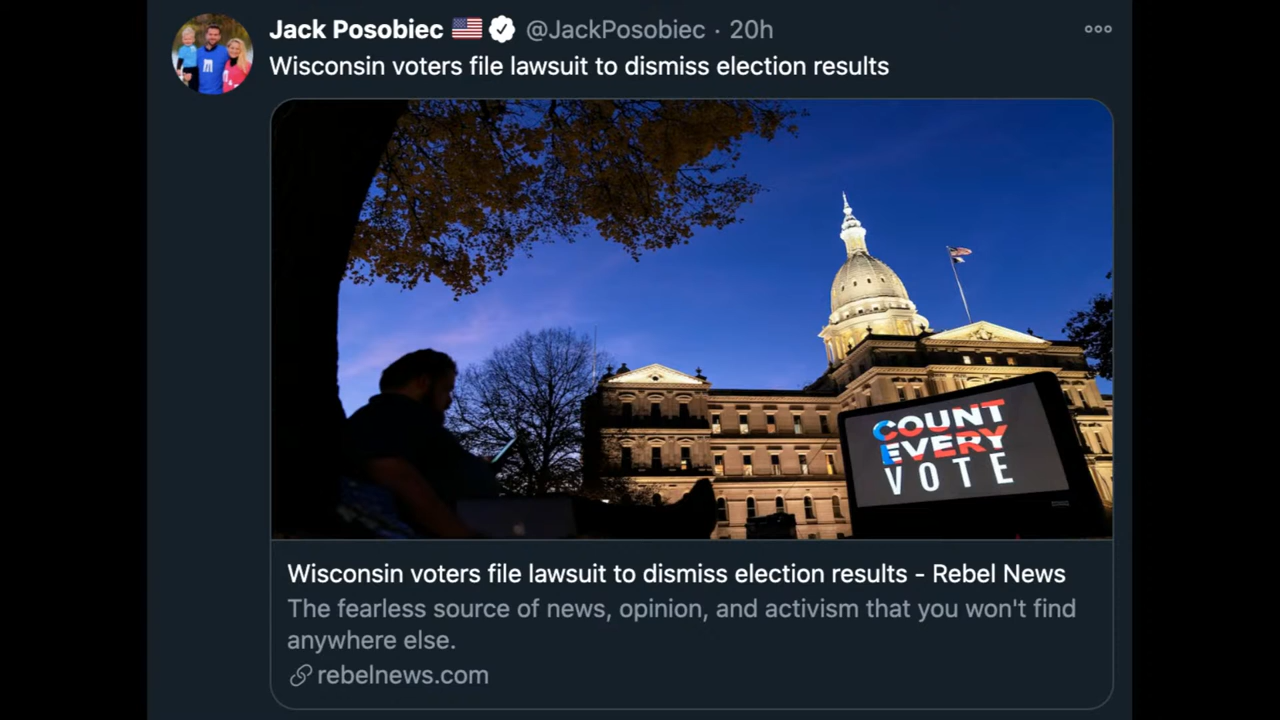 Jack Posobiec 🇺🇸 @JackPosobiec · 20h
Wisconsin voters file lawsuit to dismiss election results
COUNT
EVERY
VOTE
Wisconsin voters file lawsuit to dismiss election results - Rebel News
The fearless source of news, opinion, and activism that you won't find
anywhere else.
rebelnews.com